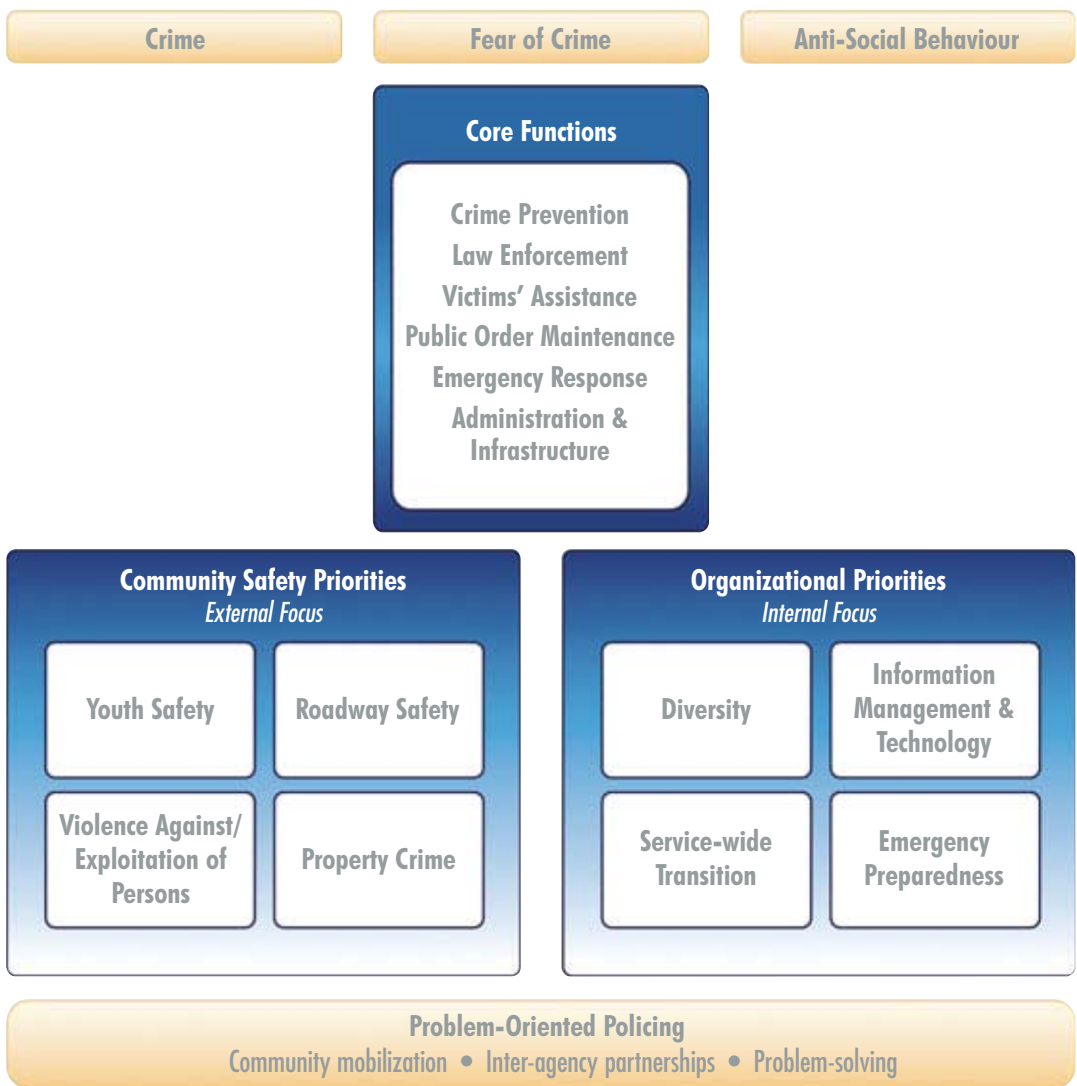 Crime
Fear of Crime
Anti-Social Behaviour
Core Functions
Crime Prevention
Law Enforcement
Victims' Assistance
Public Order Maintenance
Emergency Response
Administration &
Infrastructure
Community Safety Priorities
External Focus
Youth Safety
Roadway Safety
Violence Against/
Exploitation of
Persons
Property Crime
Organizational Priorities
Internal Focus
Diversity
Information
Management &
Technology
Service-wide
Transition
Emergency
Preparedness
Problem-Oriented Policing
Community mobilization • Inter-agency partnerships • Problem-solving